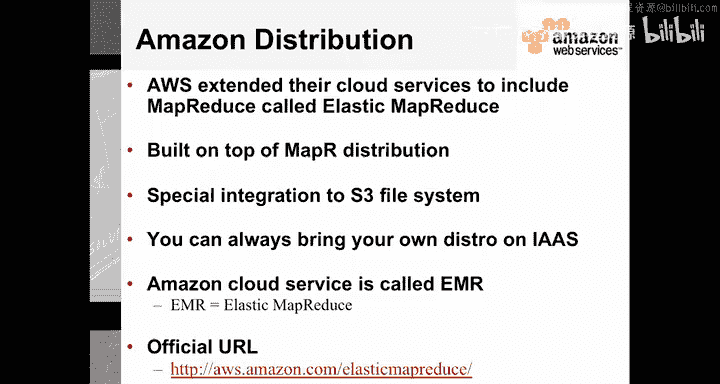 Amazon Distribution
amazon
webservices™
bilibili
• AWS extended their cloud services to include
MapReduce called Elastic MapReduce
• Built on top of MapR distribution
• Special integration to S3 file system
• You can always bring your own distro on IAAS
• Amazon cloud service is called EMR
– EMR = Elastic MapReduce
• Official URL
– http://aws.amazon.com/elasticmapreduce/